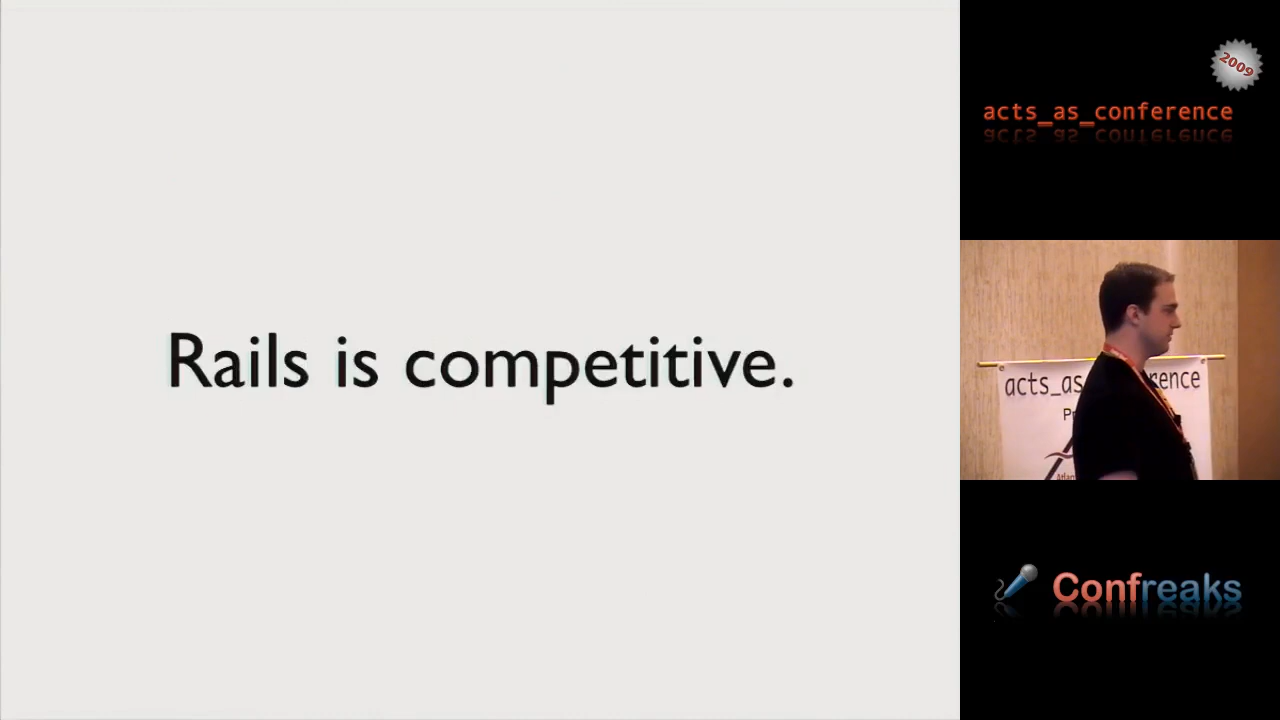 Rails is competitive.
2009
acts_as_conference
acts_as rence
Confreaks